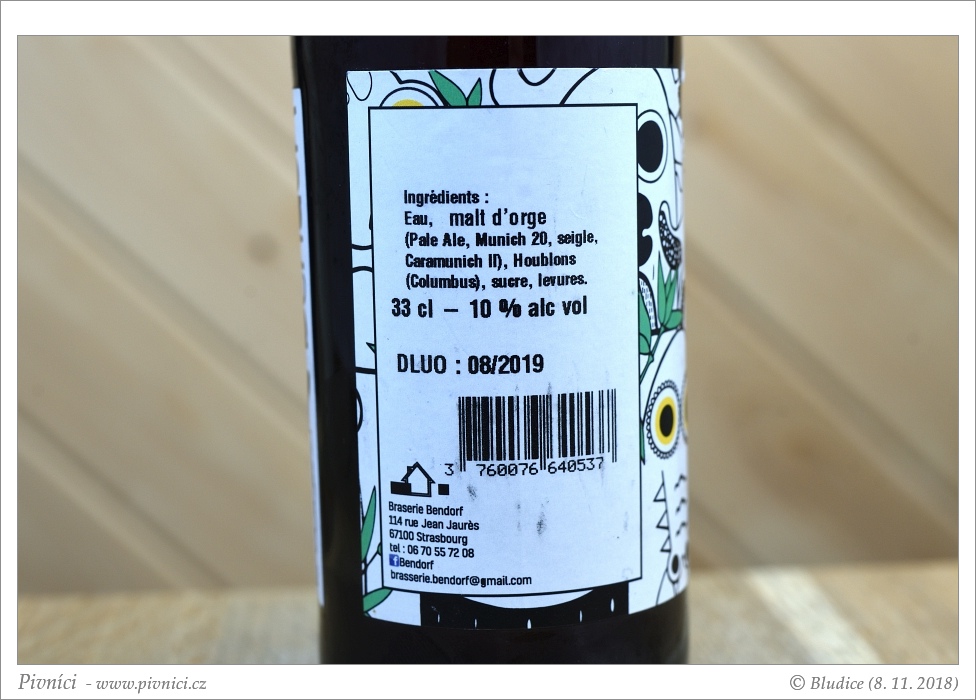 Ingrédients :
Eau, malt d'orge
(Pale Ale, Munich 20, seigle,
Caramunich II), Houblons
(Columbus), sucre, levures.
33 cl – 10 % alc vol
DLUO : 08/2019
3 760076 640537
Braserie Bendorf
114 rue Jean Jaurès
67100 Strasbourg
tel : 06 70 55 72 08
Bendorf
brasserie.bendorf@gmail.com
Pivníci - www.pivnici.cz
© Bludice (8. 11. 2018)